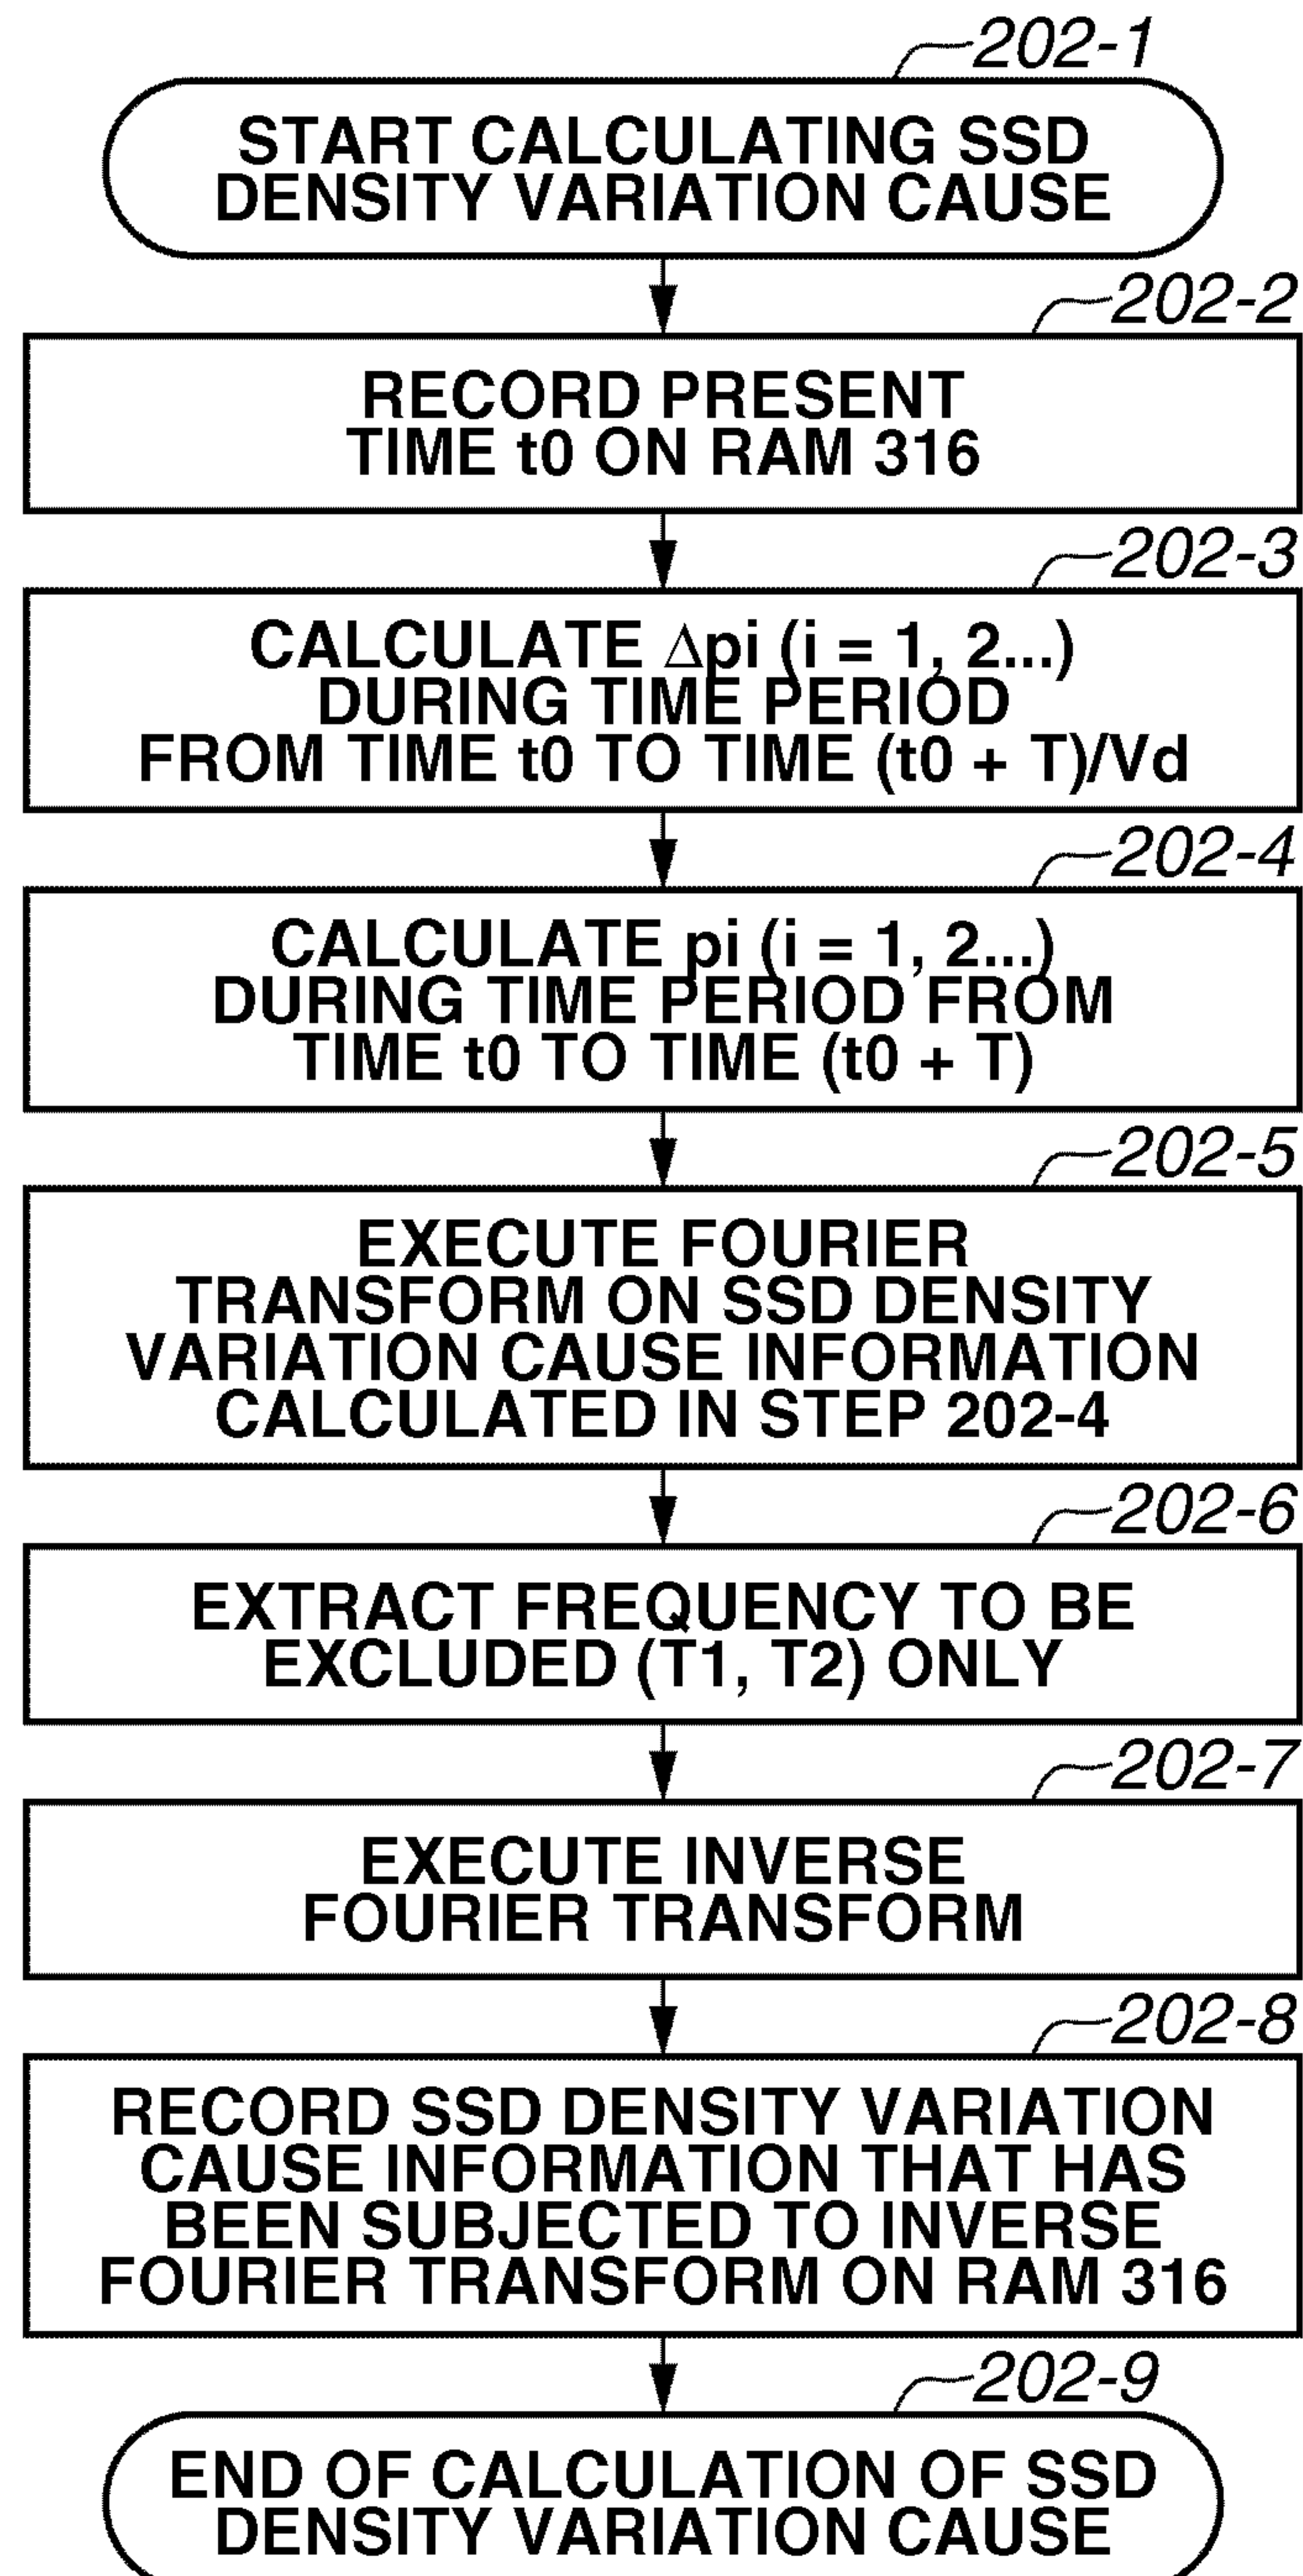 202-1
START CALCULATING SSD
DENSITY VARIATION CAUSE
202-2
RECORD PRESENT
TIME t0 ON RAM 316
202-3
CALCULATE Δpi (i = 1, 2...)
DURING TIME PERIOD
FROM TIME t0 TO TIME (t0 + T)/Vd
202-4
CALCULATE pi (i = 1, 2...)
DURING TIME PERIOD FROM
TIME t0 TO TIME (t0 + T)
202-5
EXECUTE FOURIER
TRANSFORM ON SSD DENSITY
VARIATION CAUSE INFORMATION
CALCULATED IN STEP 202-4
202-6
EXTRACT FREQUENCY TO BE
EXCLUDED (T1, T2) ONLY
202-7
EXECUTE INVERSE
FOURIER TRANSFORM
202-8
RECORD SSD DENSITY VARIATION
CAUSE INFORMATION THAT HAS
BEEN SUBJECTED TO INVERSE
FOURIER TRANSFORM ON RAM 316
202-9
END OF CALCULATION OF SSD
DENSITY VARIATION CAUSE